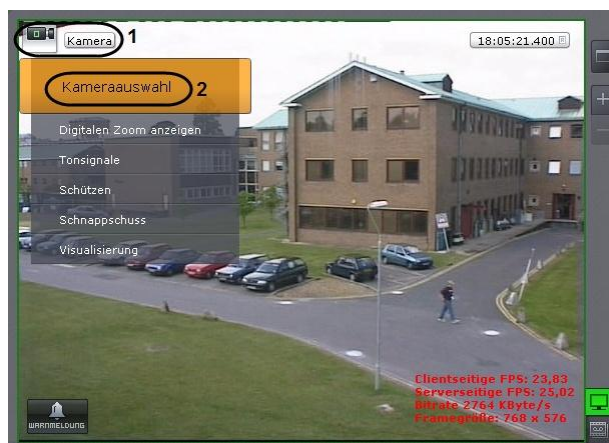 Kamera
1
18:05:21.400
Kameraauswahl
2
Digitalen Zoom anzeigen
Tonsignale
Schützen
Schnappschuss
Visualisierung
Clientseitige FPS: 23,83
Serverseitige FPS: 25,02
Bitrate 2764 KByte/s
Framegröße: 768 x 576
WARNMELDUNG